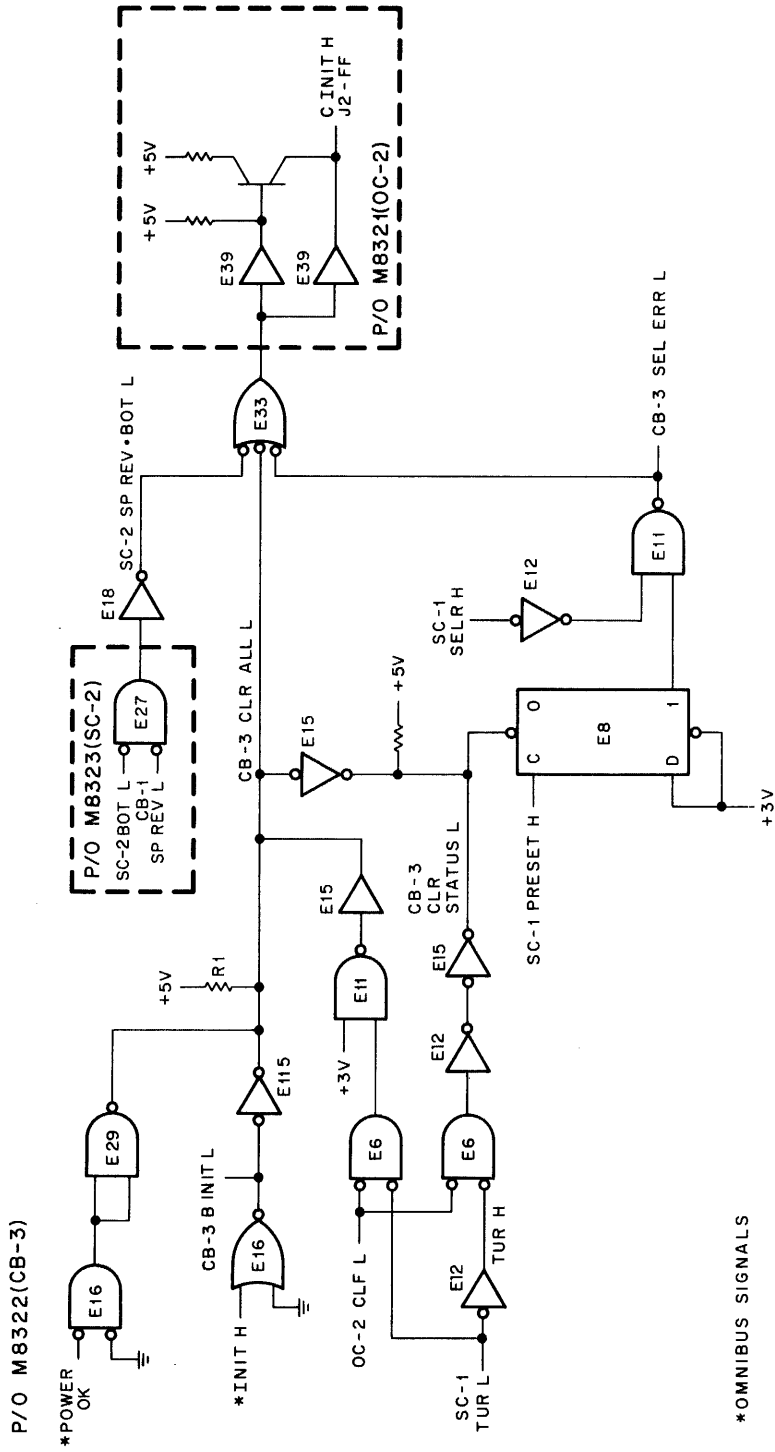 P/O M8322(CB-3)
*POWER
OK
E16
E29
+5V
R1
P/O M8323(SC-2)
SC-2 BOT L
CB-1
SP REV L
E27
E18
SC-2 SP REV•BOT L
+5V
+5V
E39
E39
C INIT H
J2-FF
P/O M8321(OC-2)
*INIT H
E16
CB-3 B INIT L
E115
CB-3 CLR ALL L
E33
+3V
E11
E15
E15
+5V
OC-2 CLF L
E6
SC-1
TUR L
E12
TUR H
E6
E12
E15
CB-3
CLR
STATUS L
SC-1 PRESET H
C
O
E8
D
1
+3V
SC-1
SELR H
E12
E11
CB-3 SEL ERR L
*OMNIBUS SIGNALS